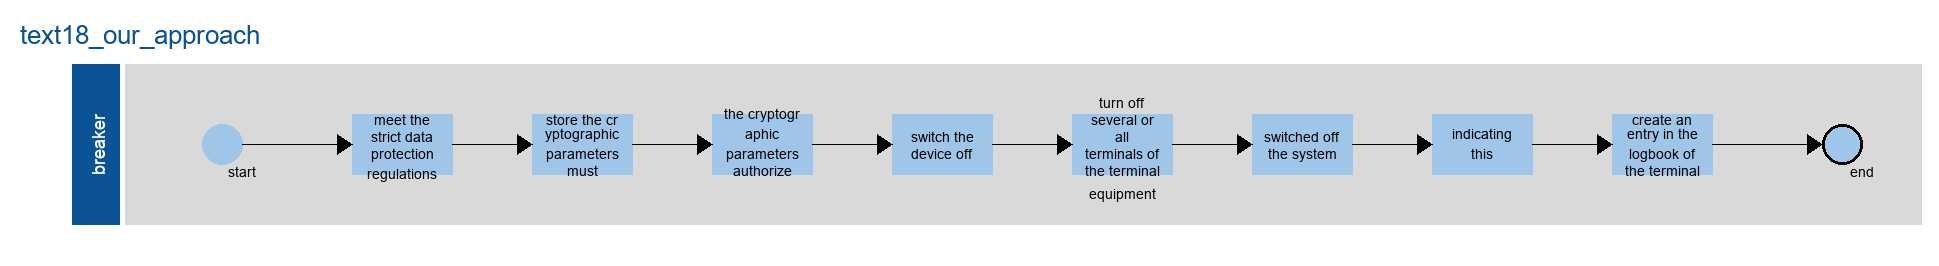 text18_our_approach
breaker
start
meet the
strict data
protection
regulations
store the cr
yptographic
parameters
must
the cryptogr
aphic
parameters
authorize
switch the
device off
turn off
several or
all
terminals of
the terminal
equipment
switched off
the system
indicating
this
create an
entry in the
logbook of
the terminal
end